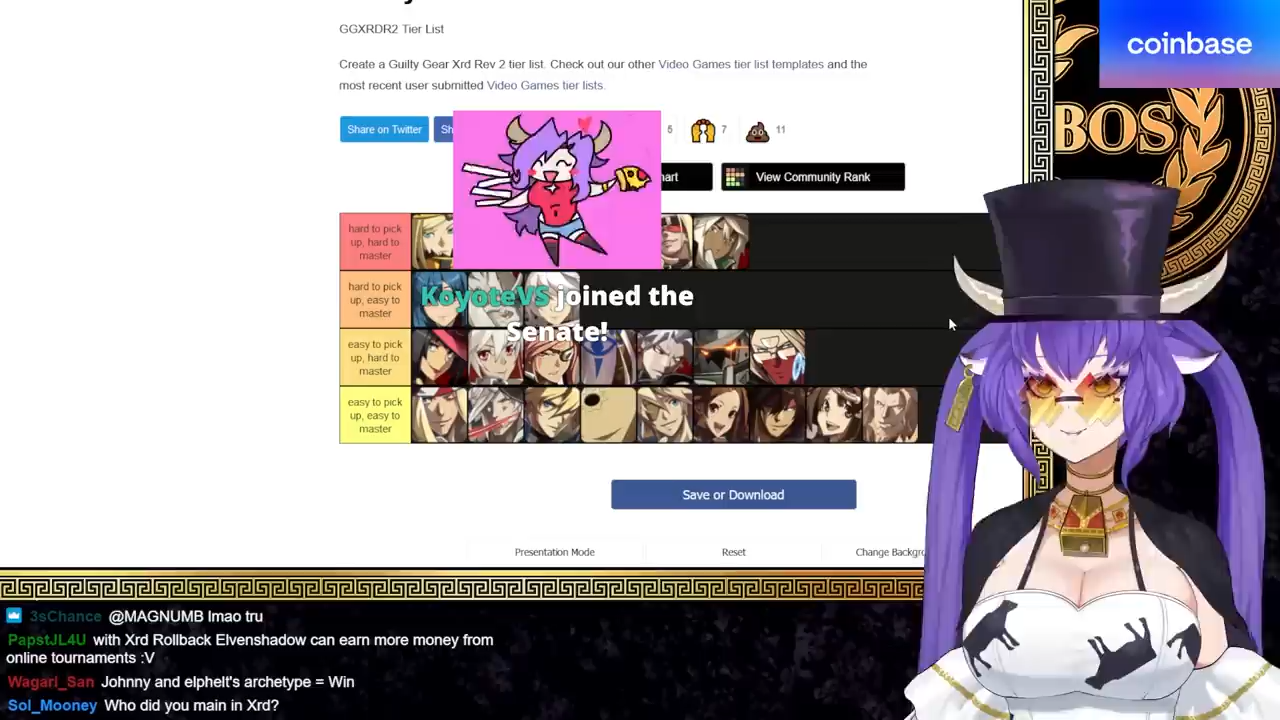 GGXRDR2 Tier List
Create a Guilty Gear Xrd Rev 2 tier list. Check out our other Video Games tier list templates and the
most recent user submitted Video Games tier lists.
Share on Twitter
Sh
5
7
11
hart
View Community Rank
hard to pick
up, hard to
master
hard to pick
up, easy to
master
easy to pick
up, hard to
master
easy to pick
up, easy to
master
KoyoteVS joined the
Senate!
Save or Download
Presentation Mode
Reset
Change Backgro
coinbase
BOS
3sChance @MAGNUMB lmao tru
PapstJL4U with Xrd Rollback Elvenshadow can earn more money from
online tournaments :V
Wagari_San Johnny and elphelt's archetype = Win
Sol_Mooney Who did you main in Xrd?